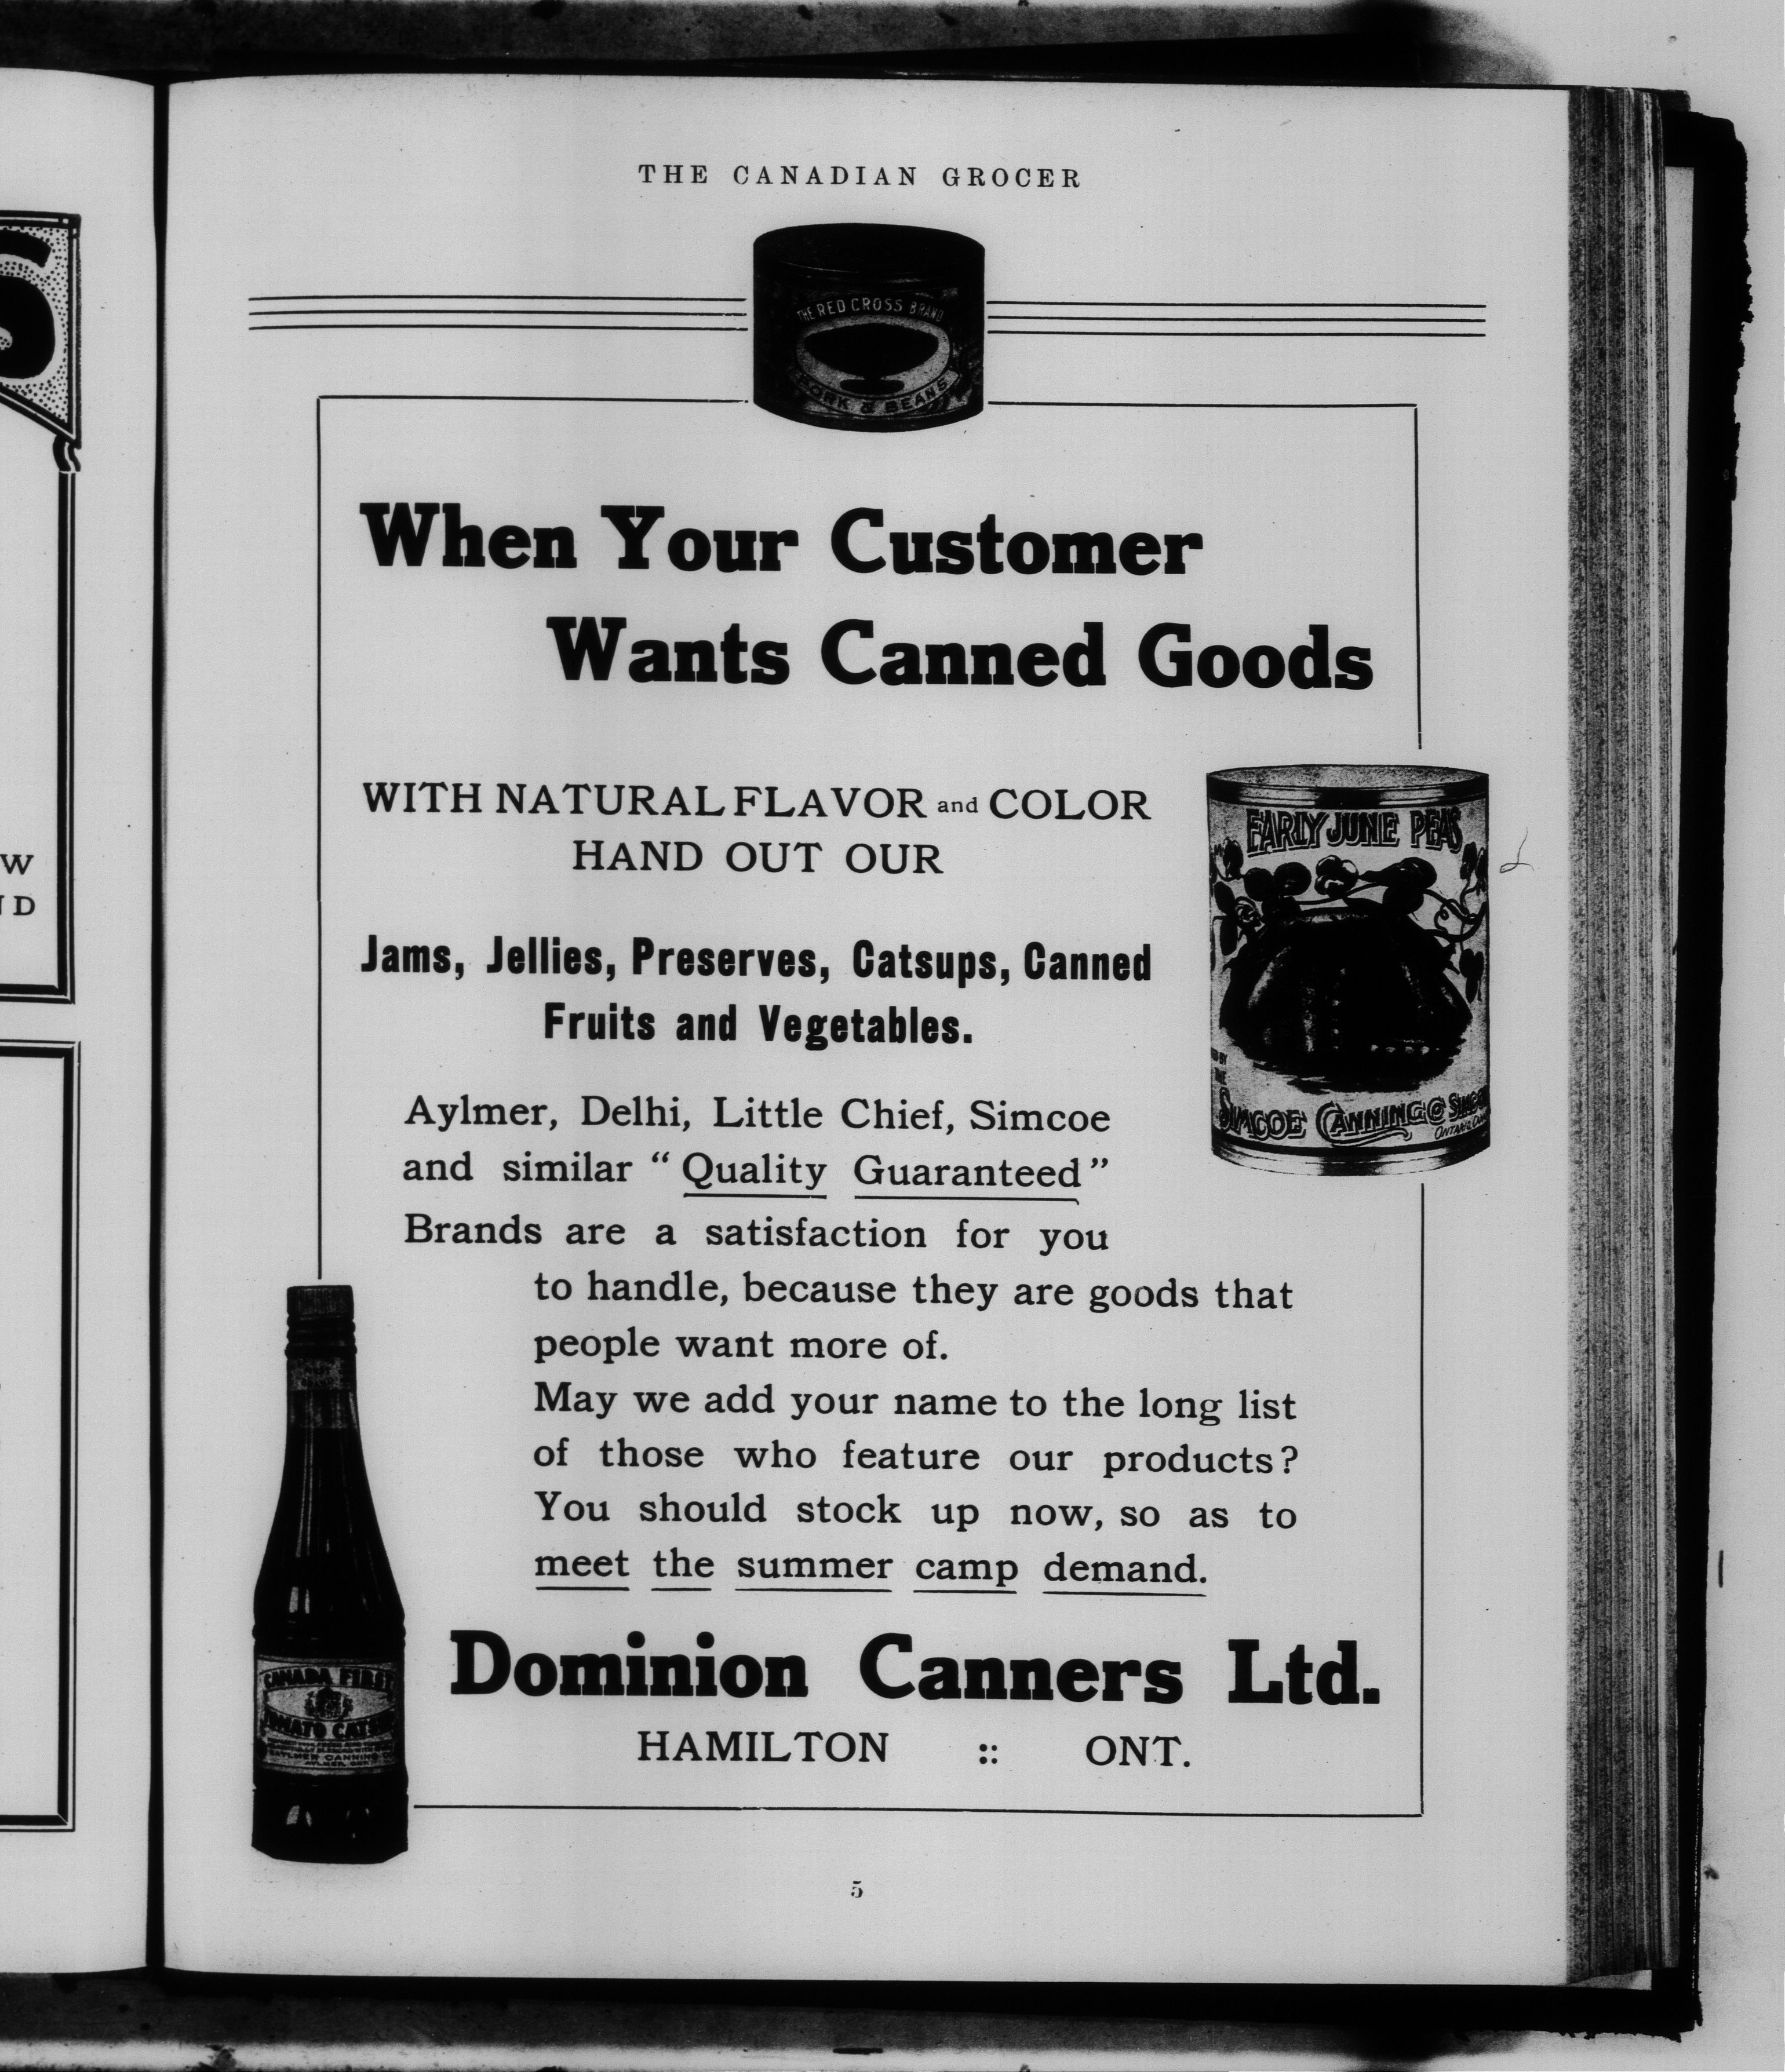 W
ND
THE CANADIAN GROCER
THE RED CROSS BRAND
PORK & BEANS
When Your Customer
Wants Canned Goods
WITH NATURAL FLAVOR and COLOR
HAND OUT OUR
EARLY JUNE PEAS
SIMCOE CANNING CO
Jams, Jellies, Preserves, Catsups, Canned
Fruits and Vegetables.
Aylmer, Delhi, Little Chief, Simcoe
and similar “Quality Guaranteed”
Brands are a satisfaction for you
to handle, because they are goods that
people want more of.
May we add your name to the long list
of those who feature our products?
You should stock up now, so as to
meet the summer camp demand.
CANADA FIRST
TOMATO CATSUP
AYLMER CANNING
Dominion Canners Ltd.
HAMILTON :: ONT.
5